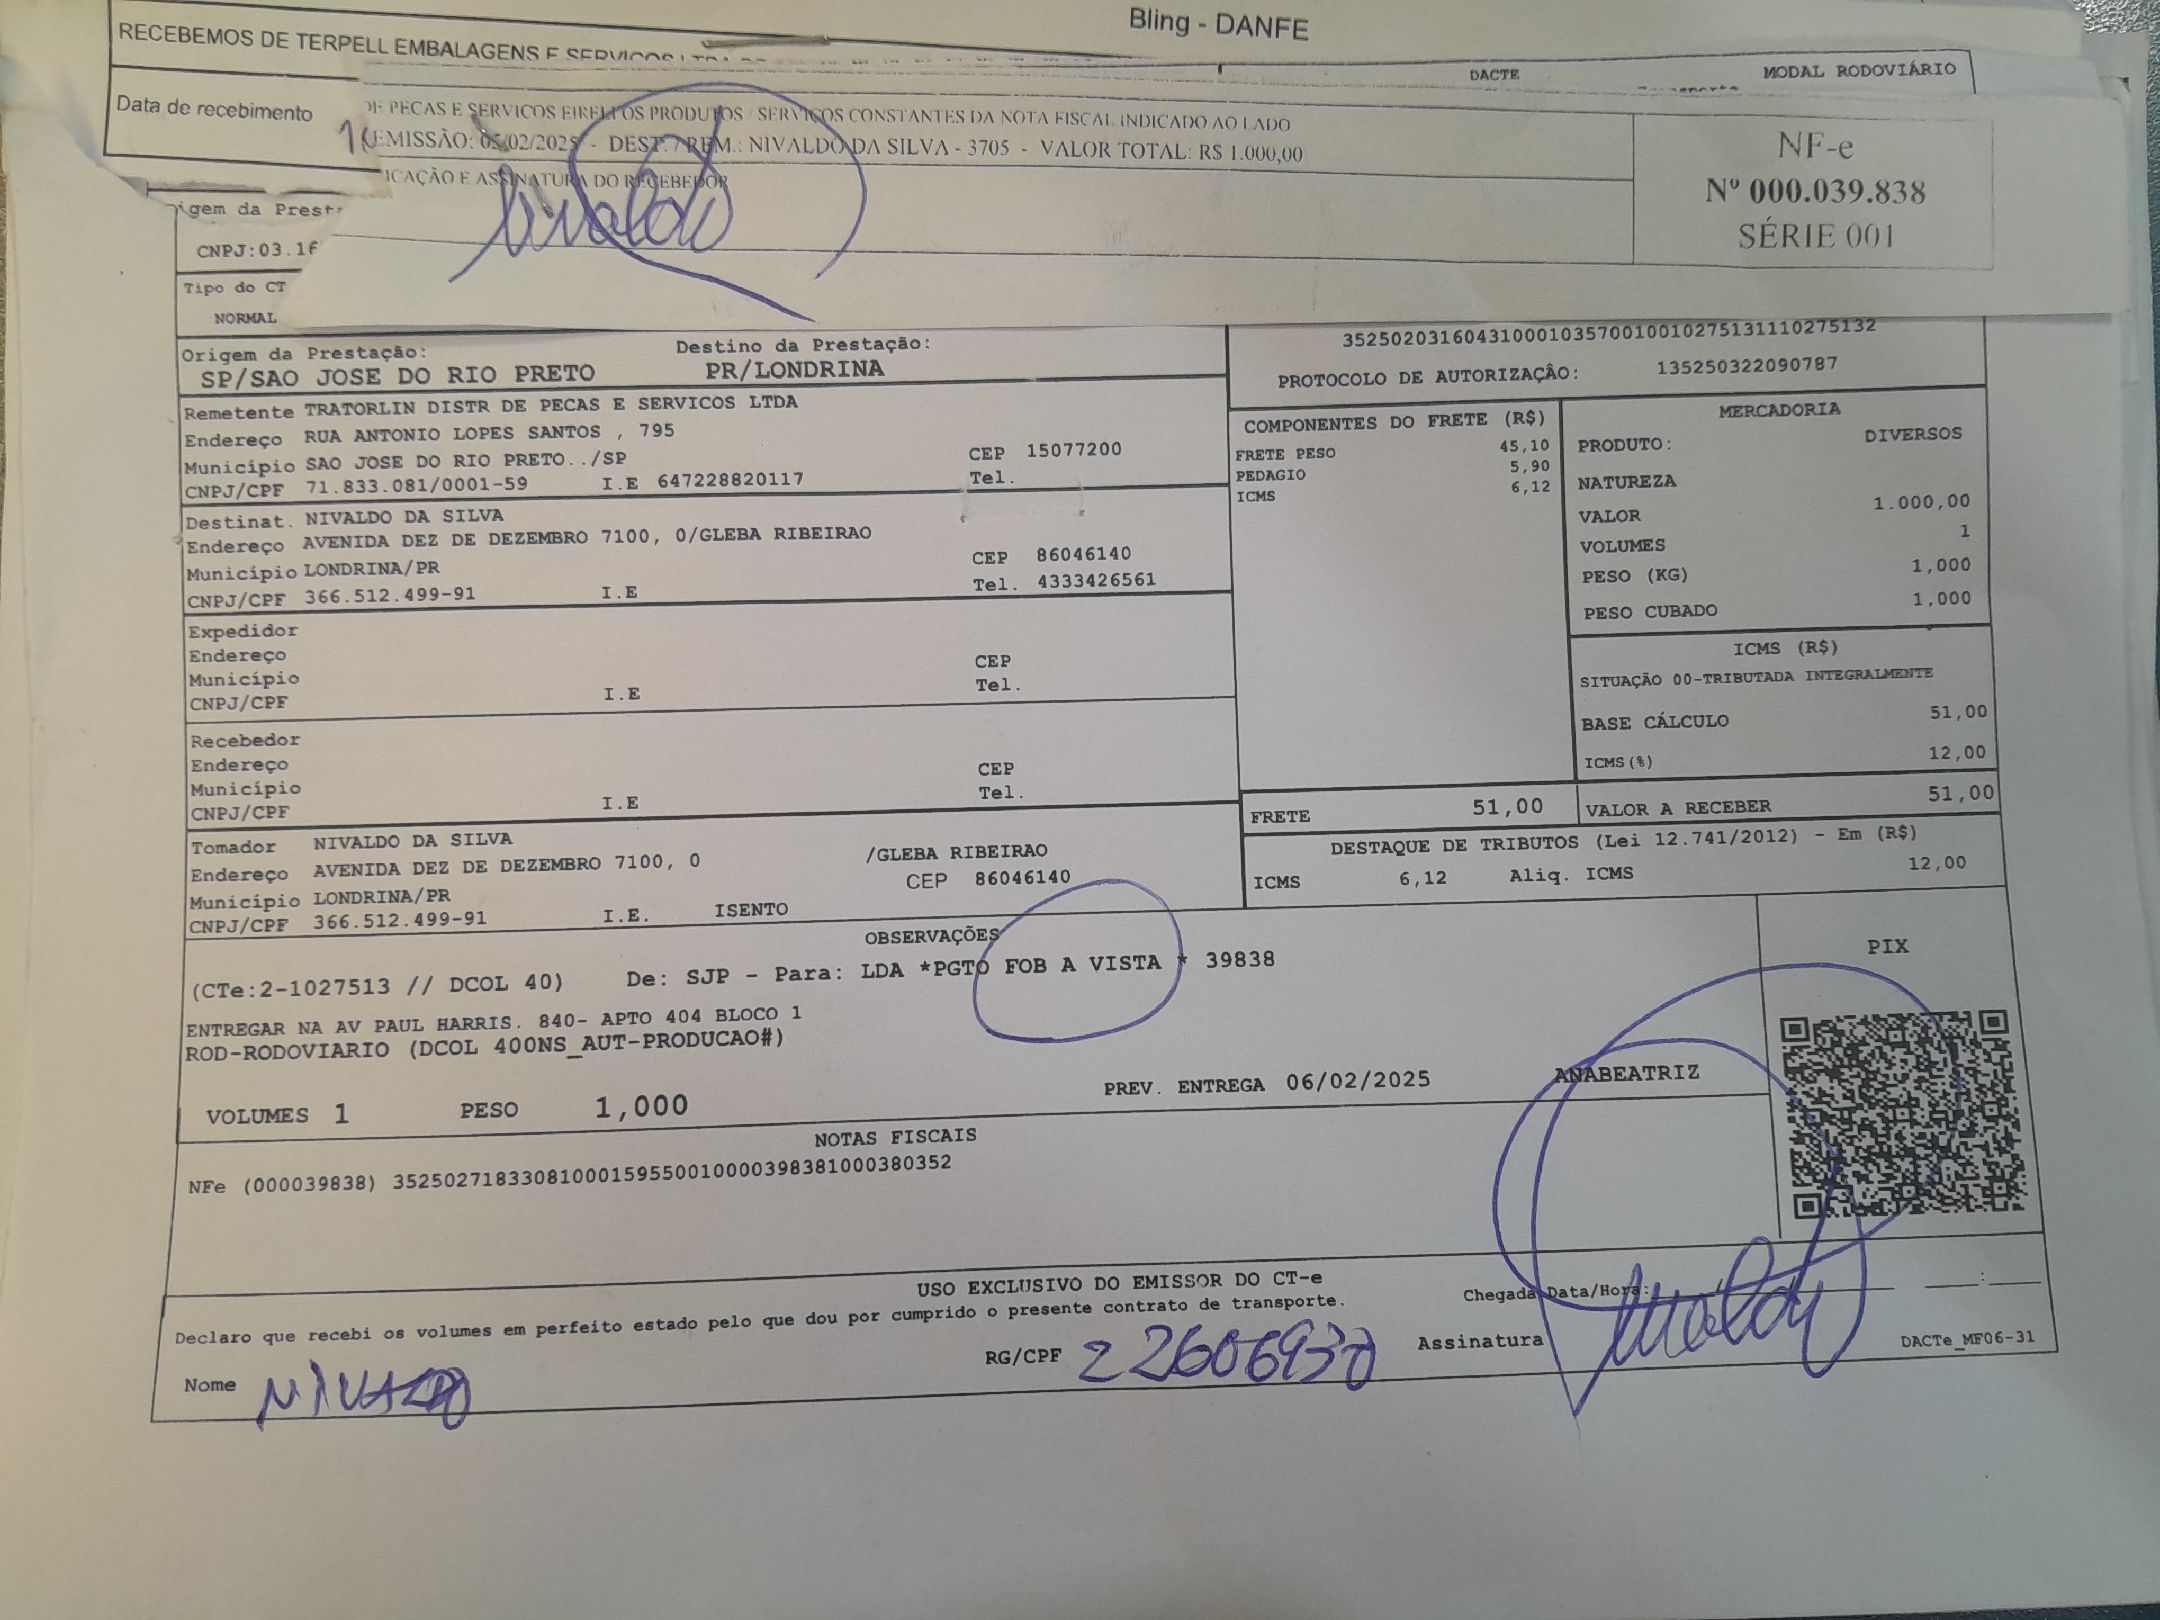 Bling - DANFE
RECEBEMOS DE TERPELL EMBALAGENS E SERVIÇOS LTDA
DACTE
MODAL RODOVIÁRIO
Data de recebimento
DE PECAS E SERVICOS EIRELI OS PRODUTOS / SERVIÇOS CONSTANTES DA NOTA FISCAL INDICADO AO LADO
EMISSÃO: 05/02/2025 - DEST. / REM.: NIVALDO DA SILVA - 3705 - VALOR TOTAL: R$ 1.000,00
ICAÇÃO E ASSINATURA DO RECEBEDOR
Nivaldo
NF-e
Nº 000.039.838
SÉRIE 001
igem da Prest
CNPJ:03.16
Tipo do CT
NORMAL
35250203160431000103570010010275131110275132
PROTOCOLO DE AUTORIZAÇÃO: 135250322090787
Origem da Prestação: Destino da Prestação:
SP/SAO JOSE DO RIO PRETO PR/LONDRINA
Remetente TRATORLIN DISTR DE PECAS E SERVICOS LTDA
Endereço RUA ANTONIO LOPES SANTOS , 795
Município SAO JOSE DO RIO PRETO../SP CEP 15077200
CNPJ/CPF 71.833.081/0001-59 I.E 647228820117 Tel.
Destinat. NIVALDO DA SILVA
Endereço AVENIDA DEZ DE DEZEMBRO 7100, 0/GLEBA RIBEIRAO
Município LONDRINA/PR CEP 86046140
CNPJ/CPF 366.512.499-91 I.E Tel. 4333426561
Expedidor
Endereço
Município CEP
CNPJ/CPF I.E Tel.
Recebedor
Endereço
Município CEP
CNPJ/CPF I.E Tel.
Tomador NIVALDO DA SILVA
Endereço AVENIDA DEZ DE DEZEMBRO 7100, 0 /GLEBA RIBEIRAO
Município LONDRINA/PR CEP 86046140
CNPJ/CPF 366.512.499-91 I.E. ISENTO
COMPONENTES DO FRETE (R$)
FRETE PESO 45,10
PEDAGIO 5,90
ICMS 6,12
MERCADORIA
PRODUTO: DIVERSOS
NATUREZA
VALOR 1.000,00
VOLUMES 1
PESO (KG) 1,000
PESO CUBADO 1,000
ICMS (R$)
SITUAÇÃO 00-TRIBUTADA INTEGRALMENTE
BASE CÁLCULO 51,00
ICMS(%) 12,00
FRETE 51,00 VALOR A RECEBER 51,00
DESTAQUE DE TRIBUTOS (Lei 12.741/2012) - Em (R$)
ICMS 6,12 Aliq. ICMS 12,00
OBSERVAÇÕES
(CTe:2-1027513 // DCOL 40) De: SJP - Para: LDA *PGTO FOB A VISTA * 39838
ENTREGAR NA AV PAUL HARRIS. 840- APTO 404 BLOCO 1
ROD-RODOVIARIO (DCOL 400NS_AUT-PRODUCAO#)
PREV. ENTREGA 06/02/2025 ANABEATRIZ
VOLUMES 1 PESO 1,000
PIX
NOTAS FISCAIS
NFe (000039838) 35250271833081000159550010000398381000380352
USO EXCLUSIVO DO EMISSOR DO CT-e
Declaro que recebi os volumes em perfeito estado pelo que dou por cumprido o presente contrato de transporte.
Chegada Data/Hora: ____:____
Nome NIVALDO RG/CPF 22606930 Assinatura Nivaldo
DACTe_MF06-31